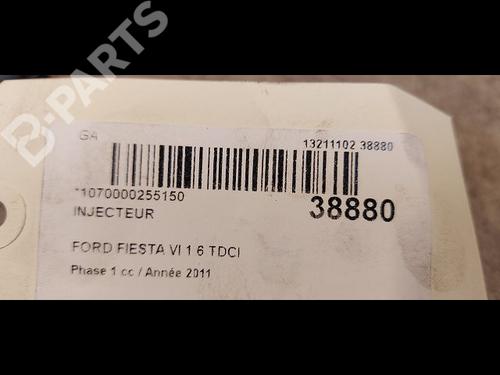 B-PARTS
GA
13211102 38880
*1070000255150
INJECTEUR
38880
FORD FIESTA VI 1 6 TDCI
Phase 1 cc / Année 2011